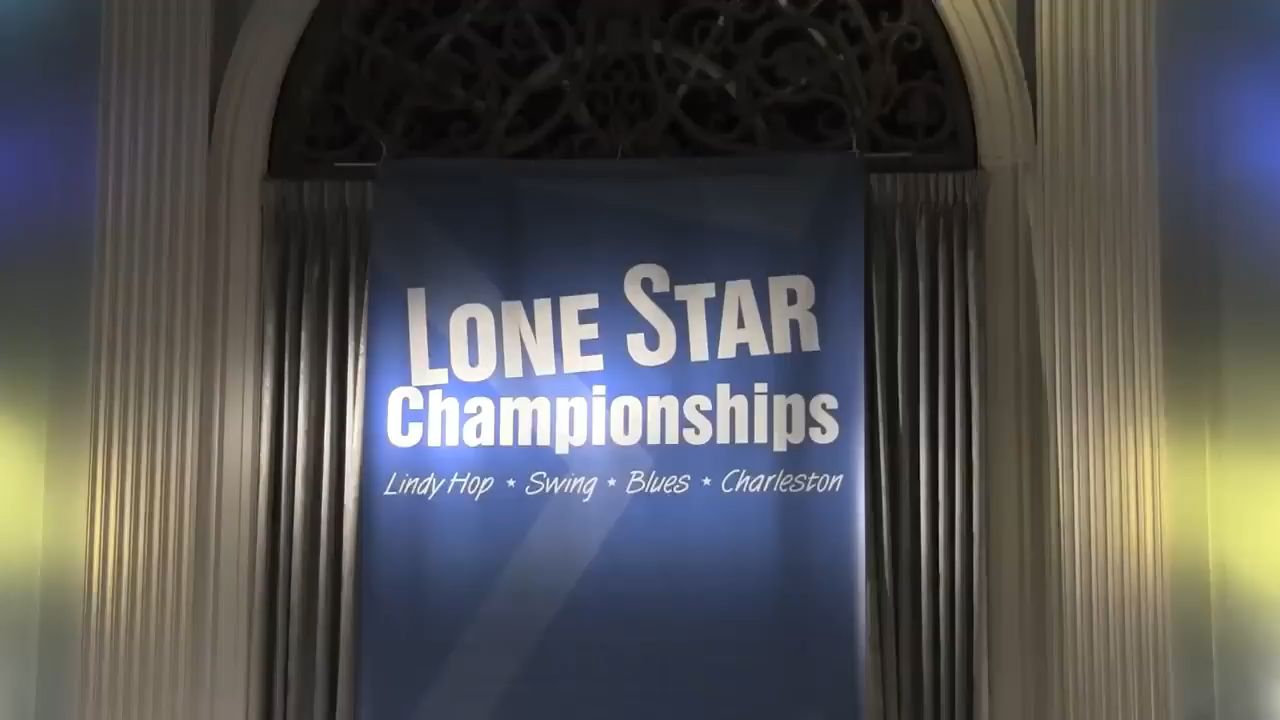 LONE STAR
Championships
Lindy Hop ★ Swing ★ Blues ★ Charleston